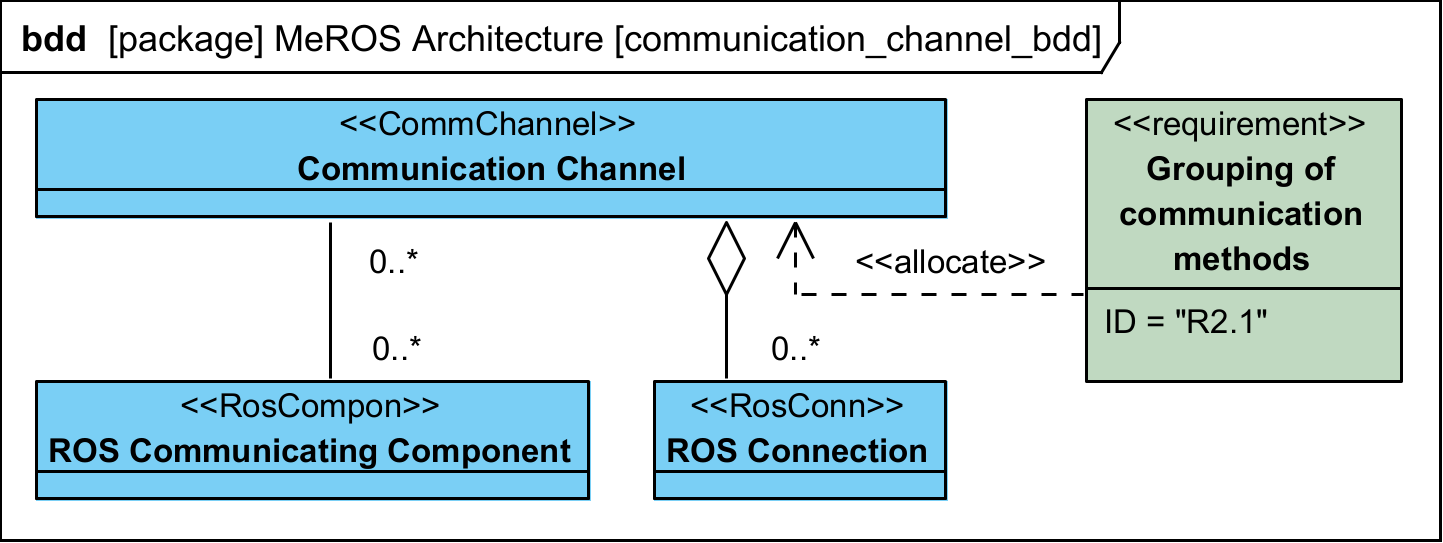 bdd [package] MeROS Architecture [communication_channel_bdd]
<<CommChannel>>
Communication Channel
<<requirement>>
Grouping of
communication
methods
ID = "R2.1"
0..*
<<allocate>>
0..*
0..*
<<RosCompon>>
ROS Communicating Component
<<RosConn>>
ROS Connection